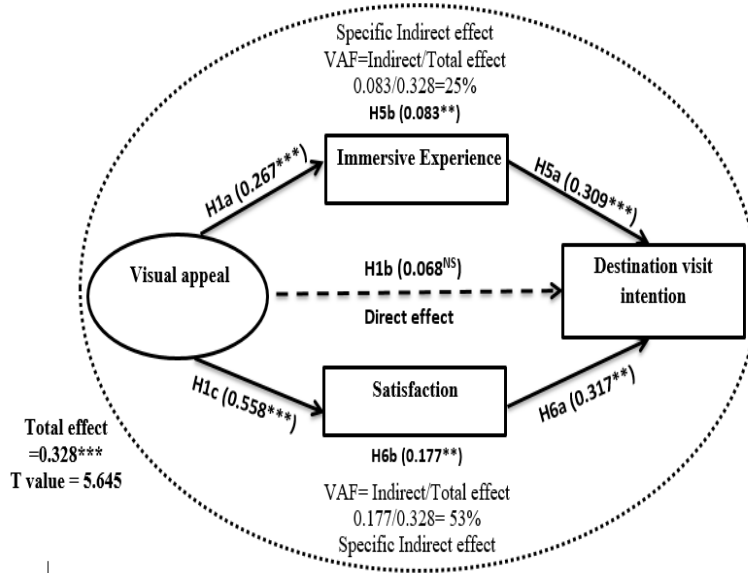 Specific Indirect effect
VAF=Indirect/Total effect
0.083/0.328=25%
H5b (0.083**)
Immersive Experience
H1a (0.267***)
H5a (0.309***)
Visual appeal
H1b (0.068NS)
Direct effect
Destination visit
intention
H1c (0.558***)
Satisfaction
H6a (0.317**)
H6b (0.177**)
Total effect
=0.328***
T value = 5.645
VAF= Indirect/Total effect
0.177/0.328= 53%
Specific Indirect effect